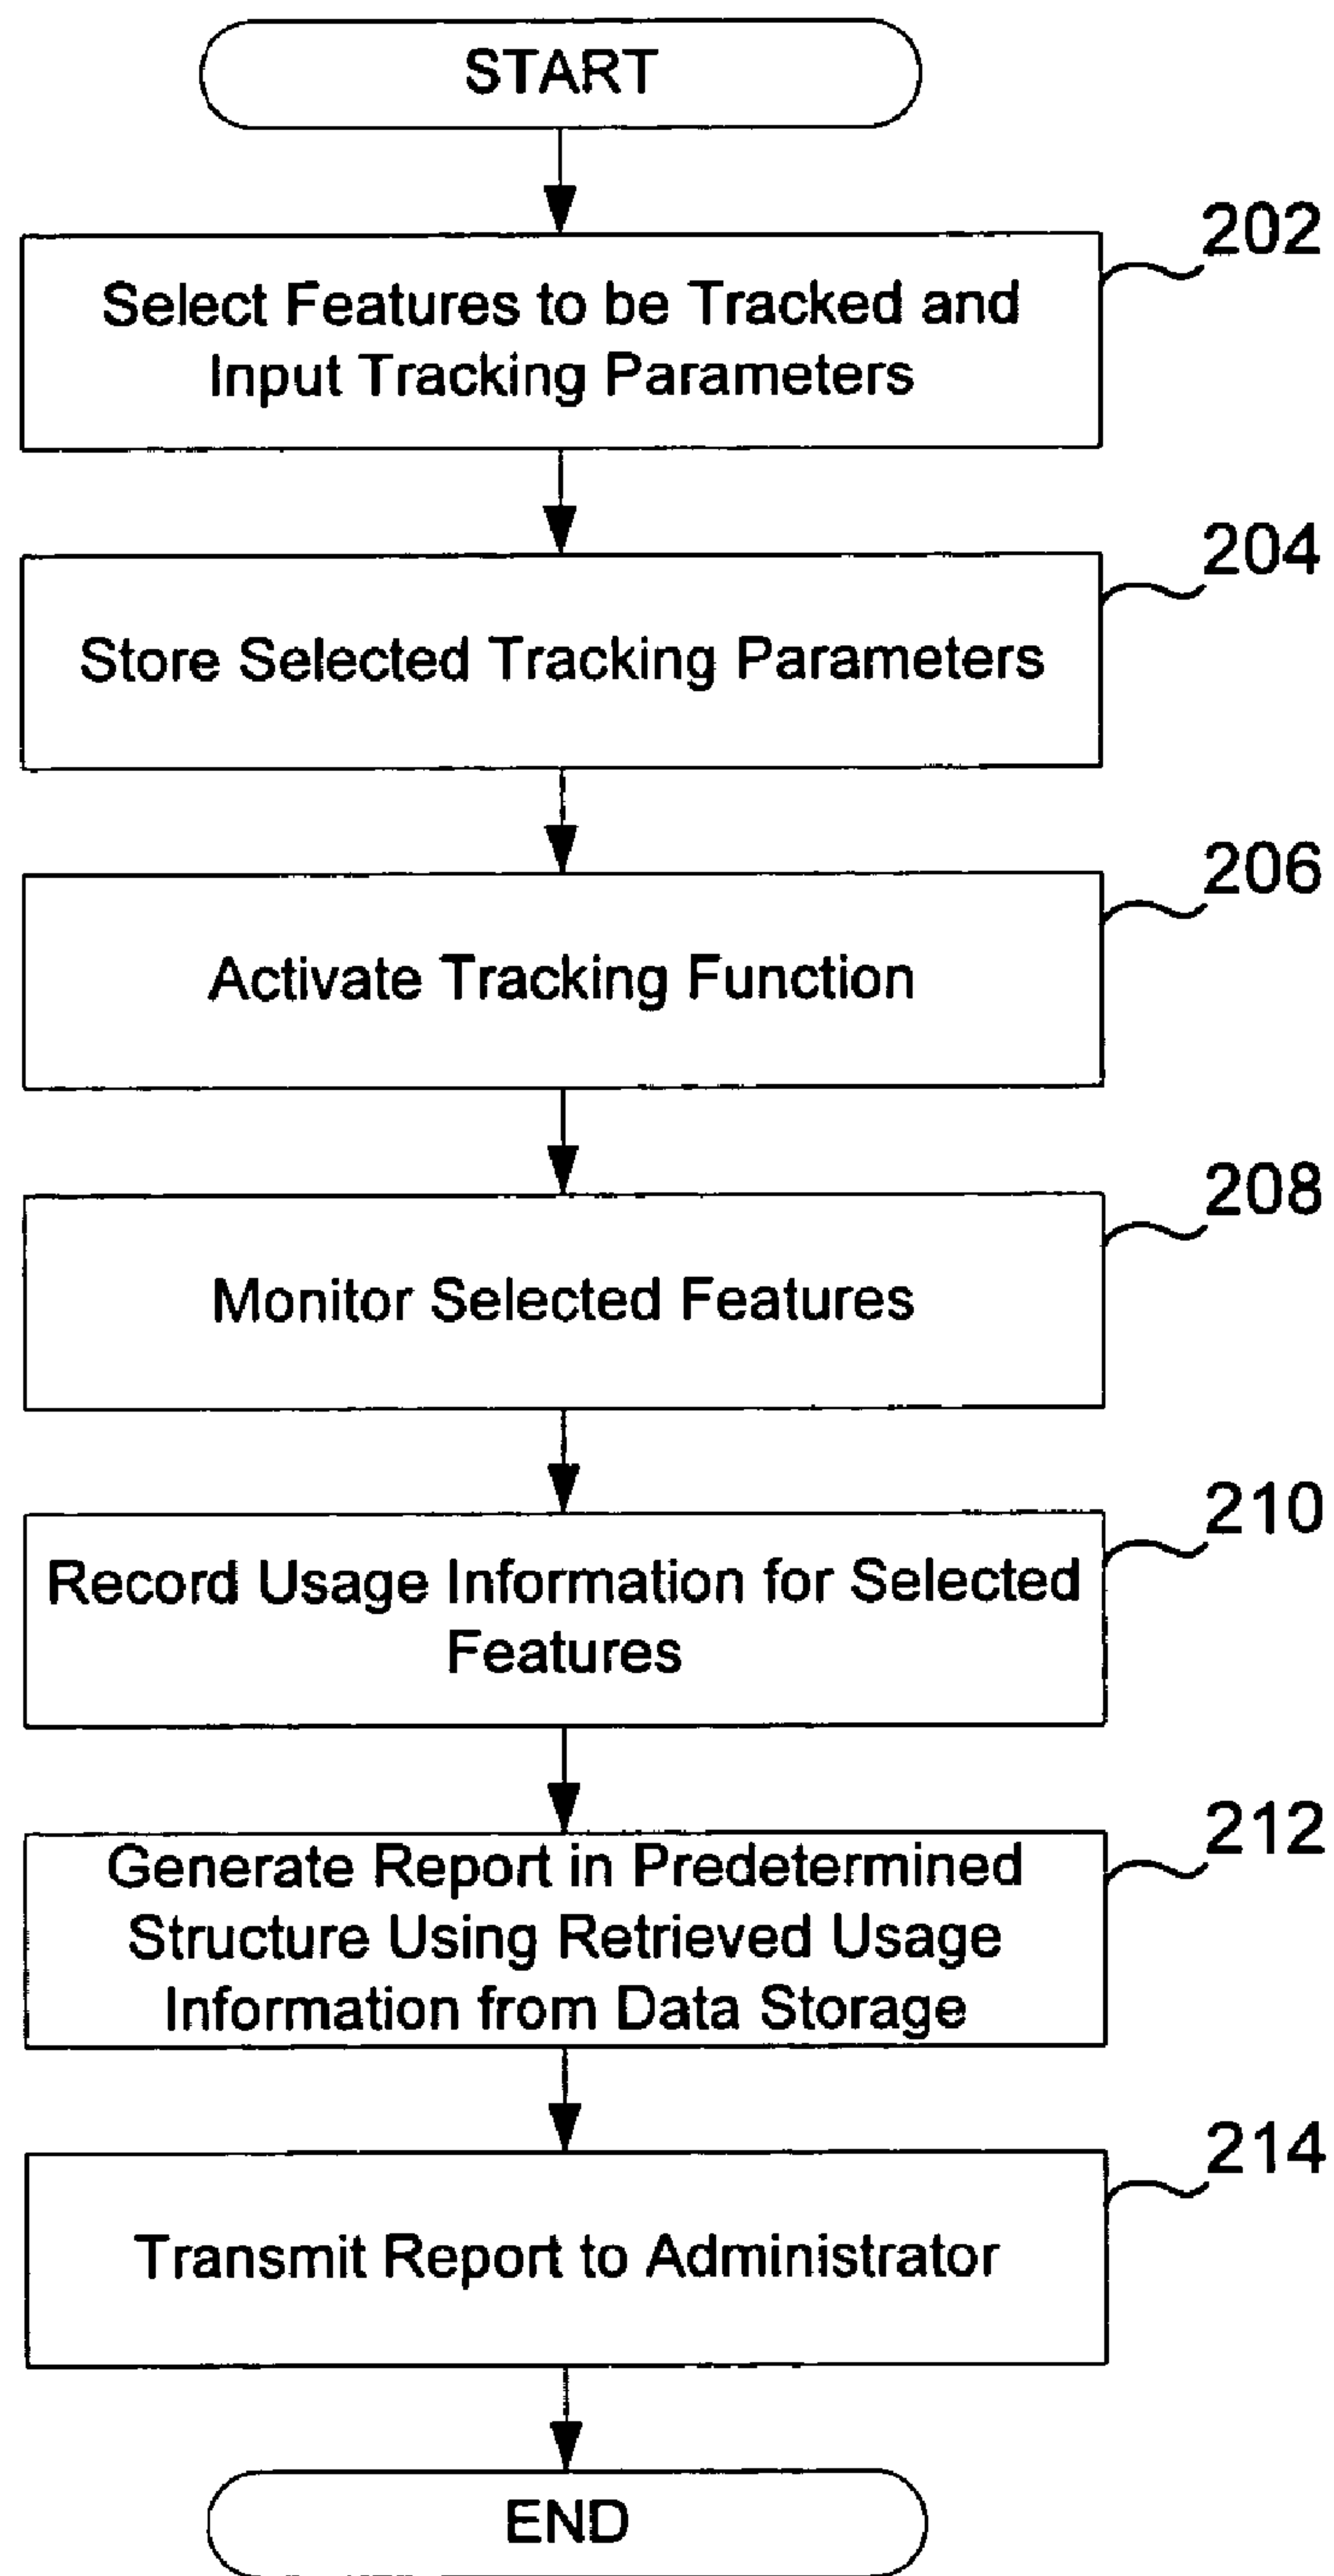 START
202
Select Features to be Tracked and
Input Tracking Parameters
204
Store Selected Tracking Parameters
206
Activate Tracking Function
208
Monitor Selected Features
210
Record Usage Information for Selected
Features
212
Generate Report in Predetermined
Structure Using Retrieved Usage
Information from Data Storage
214
Transmit Report to Administrator
END